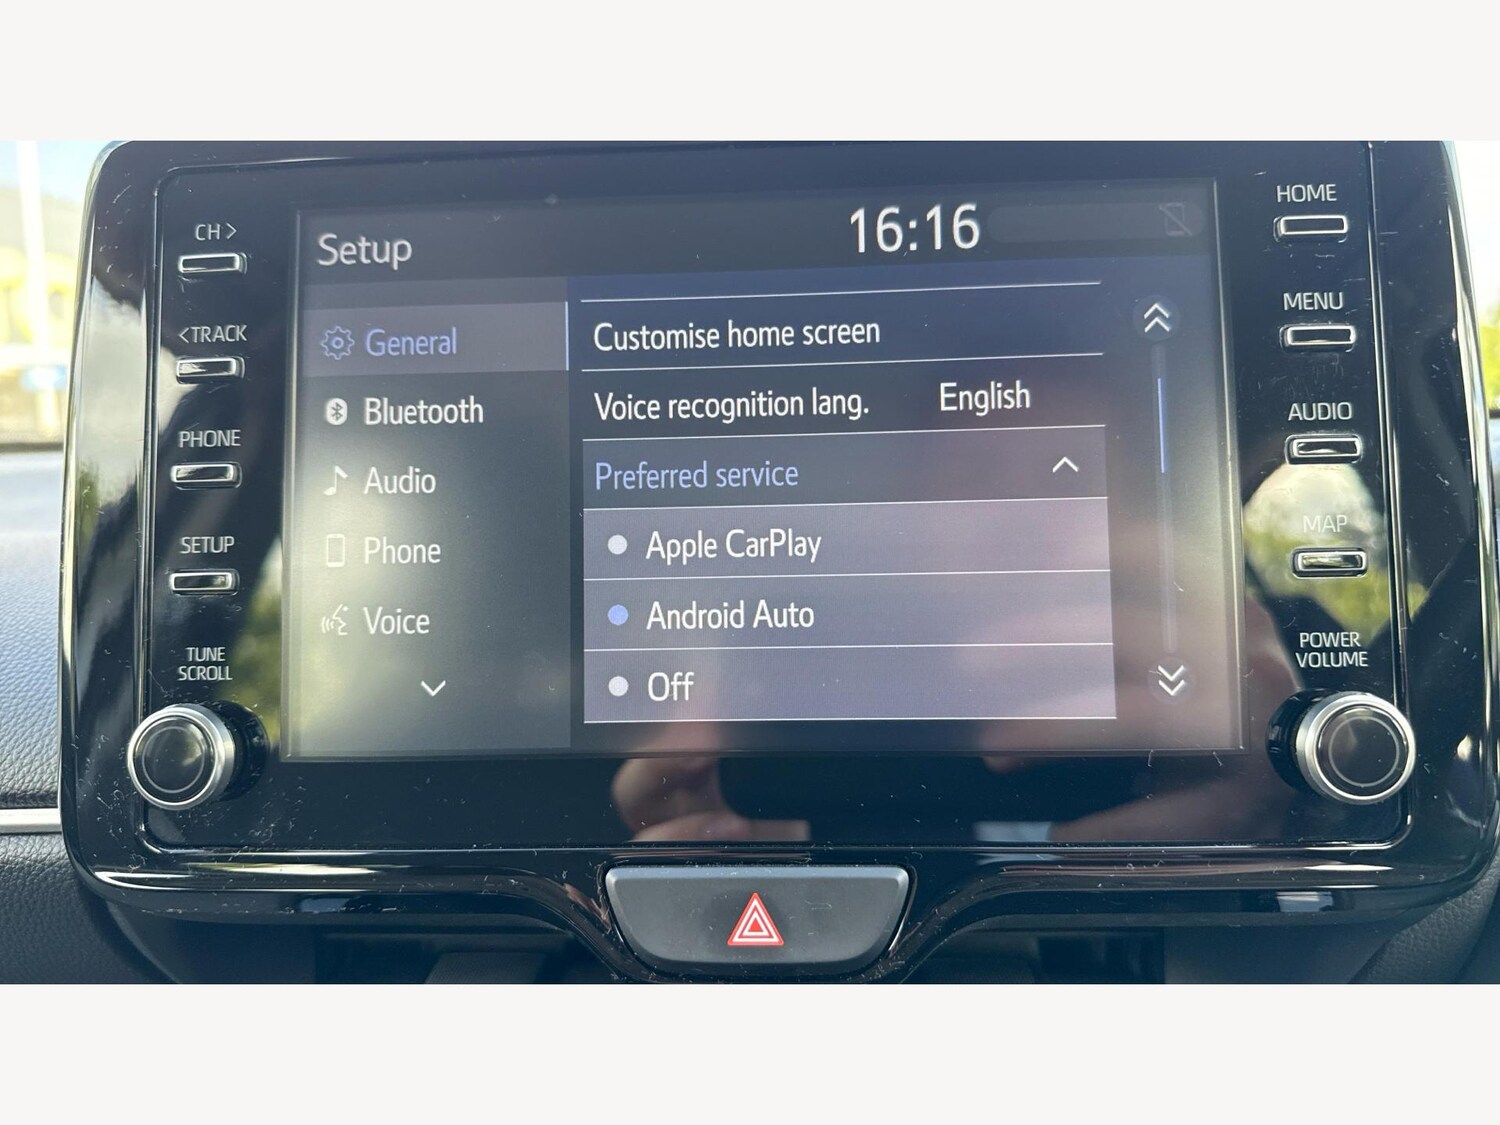 CH >
< TRACK
PHONE
SETUP
TUNE
SCROLL
Setup
16:16
General
Bluetooth
Audio
Phone
Voice
Customise home screen
Voice recognition lang. English
Preferred service
Apple CarPlay
Android Auto
Off
HOME
MENU
AUDIO
MAP
POWER
VOLUME